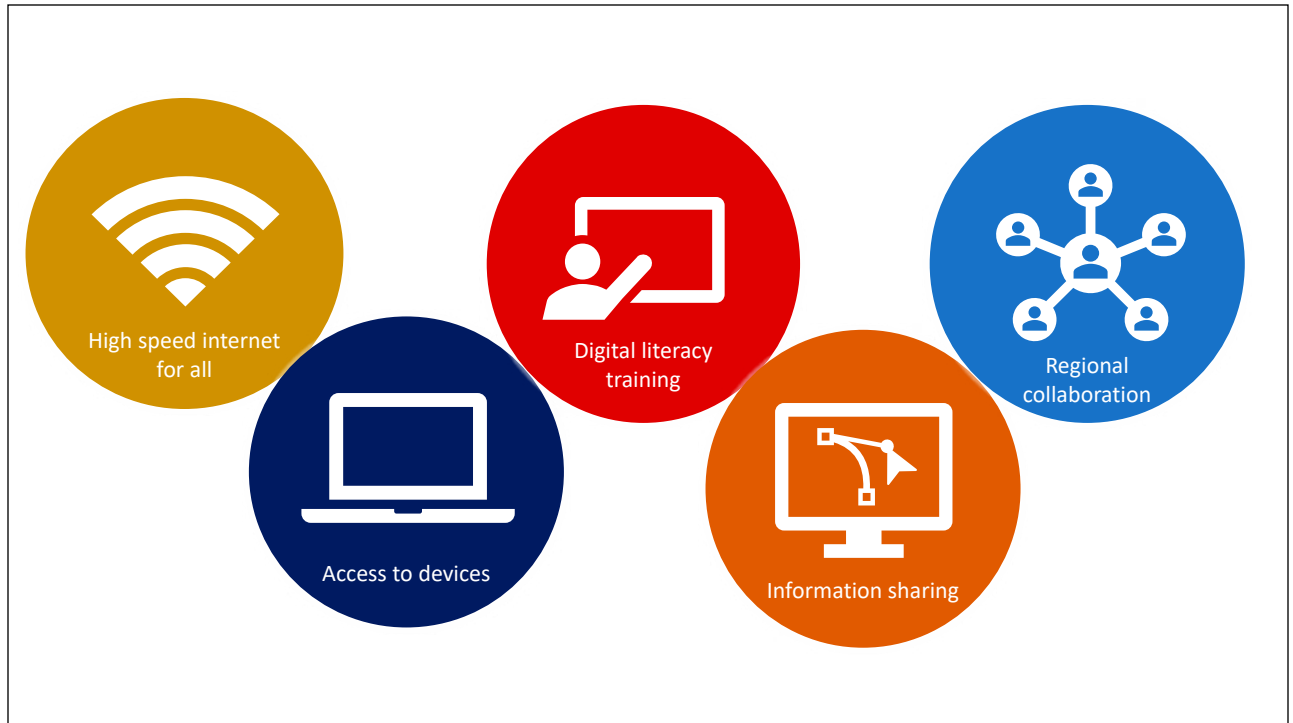 High speed internet
for all
Access to devices
Digital literacy
training
Information sharing
Regional
collaboration